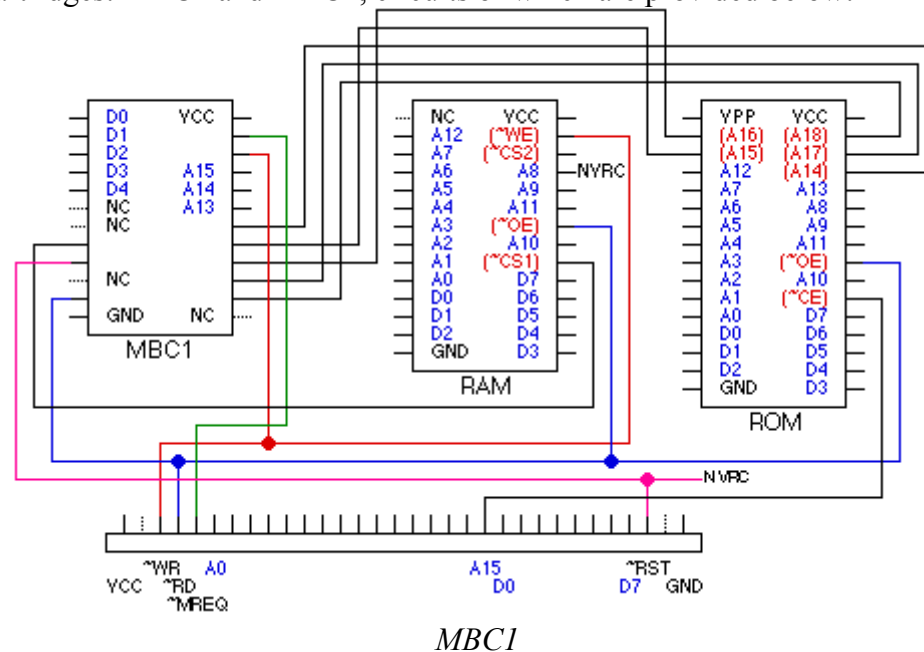 and circuits of which are provided below:
D0 VCC
D1
D2
D3 A15
D4 A14
NC A13
NC
NC
GND NC
MBC1
NC VCC
A12 (~WE)
A7 (~CS2)
A6 A8 NVRC
A5 A9
A4 A11
A3 (~OE)
A2 A10
A1 (~CS1)
A0 D7
D0 D6
D1 D5
D2 D4
GND D3
RAM
VPP VCC
(A16) (A18)
(A15) (A17)
A12 (A14)
A7 A13
A6 A8
A5 A9
A4 A11
A3 (~OE)
A2 A10
A1 (~CE)
A0 D7
D0 D6
D1 D5
D2 D4
GND D3
ROM
NVRC
~WR A0 A15 ~RST
VCC ~RD D0 D7 GND
~MREQ
MBC1